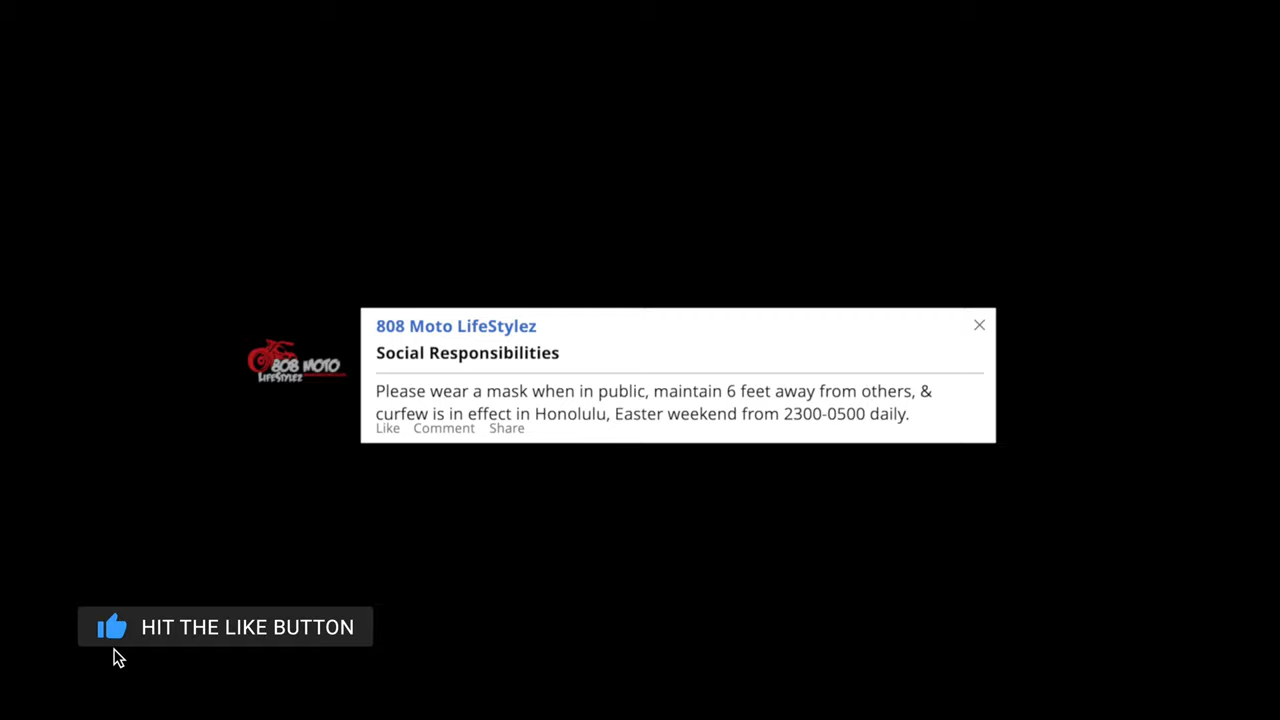 808 Moto LifeStylez
Social Responsibilities
808 MOTO
LIFESTYLEZ
Please wear a mask when in public, maintain 6 feet away from others, &
curfew is in effect in Honolulu, Easter weekend from 2300-0500 daily.
Like Comment Share
HIT THE LIKE BUTTON